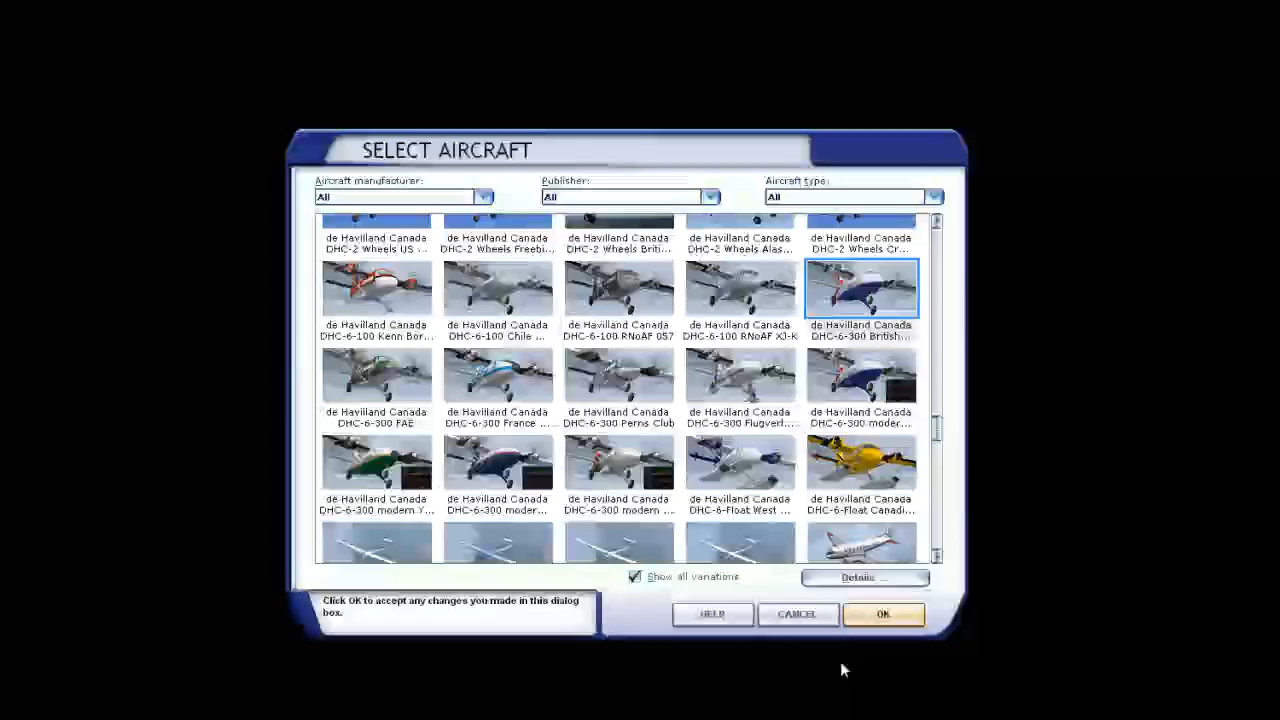 SELECT AIRCRAFT
Aircraft manufacturer: Publisher: Aircraft type:
All All All
de Havilland Canada de Havilland Canada de Havilland Canada de Havilland Canada de Havilland Canada
DHC-2 Wheels US ... DHC-2 Wheels Freebi... DHC-2 Wheels Briti... DHC-2 Wheels Alas... DHC-2 Wheels Cr...
de Havilland Canada de Havilland Canada de Havilland Canada de Havilland Canada de Havilland Canada
DHC-6-100 Kenn Bor... DHC-6-100 Chile ... DHC-6-100 RNoAF 057 DHC-6-100 RNoAF XJ-K DHC-6-300 British...
de Havilland Canada de Havilland Canada de Havilland Canada de Havilland Canada de Havilland Canada
DHC-6-300 FAE DHC-6-300 France ... DHC-6-300 Perris Club DHC-6-300 Flugverl... DHC-6-300 moder...
de Havilland Canada de Havilland Canada de Havilland Canada de Havilland Canada de Havilland Canada
DHC-6-300 modern Y... DHC-6-300 moder... DHC-6-300 modern ... DHC-6-Float West ... DHC-6-Float Canadi...
Show all variations
Details ...
Click OK to accept any changes you made in this dialog
box.
HELP CANCEL OK